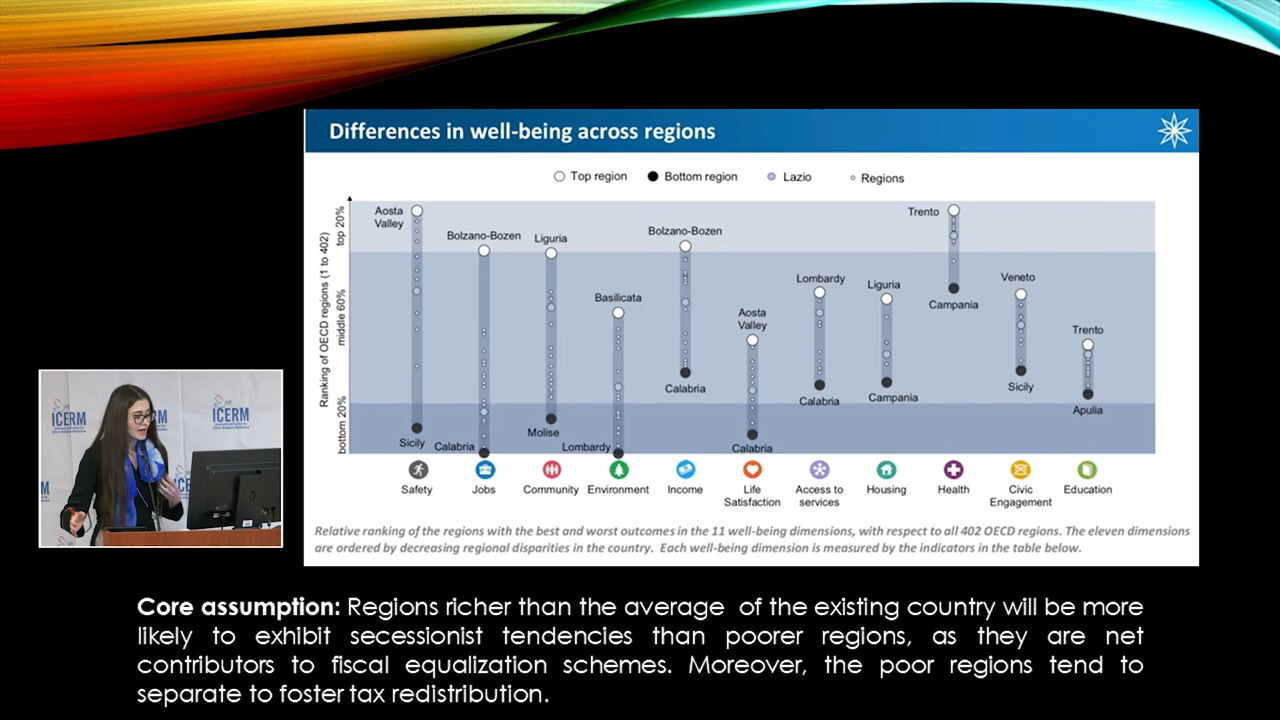 Differences in well-being across regions
Top region
Bottom region
Lazio
Regions
Ranking of OECD regions (1 to 402)
top 20%
middle 60%
bottom 20%
Aosta
Valley
Sicily
Bolzano-Bozen
Calabria
Liguria
Molise
Basilicata
Lombardy
Bolzano-Bozen
Calabria
Aosta
Valley
Calabria
Lombardy
Calabria
Liguria
Campania
Trento
Campania
Veneto
Sicily
Trento
Apulia
Safety
Jobs
Community
Environment
Income
Life
Satisfaction
Access to
services
Housing
Health
Civic
Engagement
Education
Relative ranking of the regions with the best and worst outcomes in the 11 well-being dimensions, with respect to all 402 OECD regions. The eleven dimensions
are ordered by decreasing regional disparities in the country. Each well-being dimension is measured by the indicators in the table below.
ICERM
ICERM
Core assumption: Regions richer than the average of the existing country will be more
likely to exhibit secessionist tendencies than poorer regions, as they are net
contributors to fiscal equalization schemes. Moreover, the poor regions tend to
separate to foster tax redistribution.